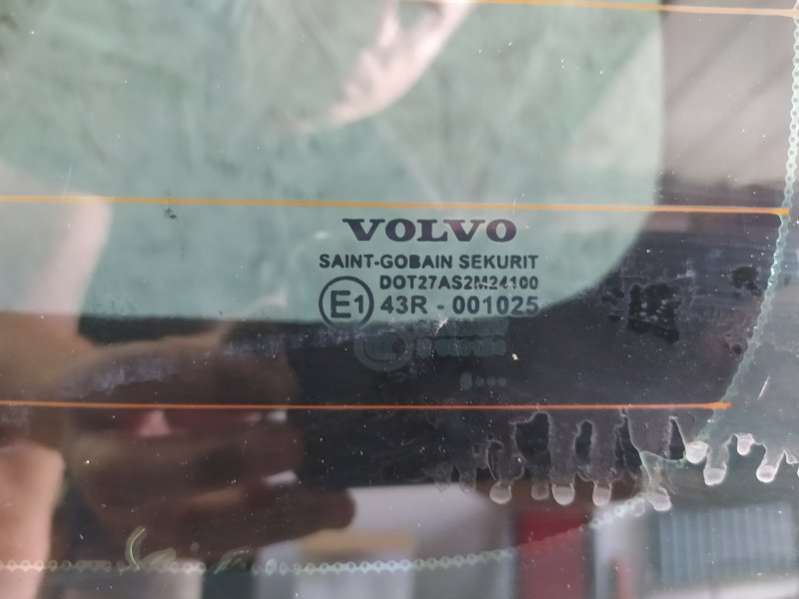 VOLVO
SAINT-GOBAIN SEKURIT
DOT27AS2M24100
E1 43R - 001025